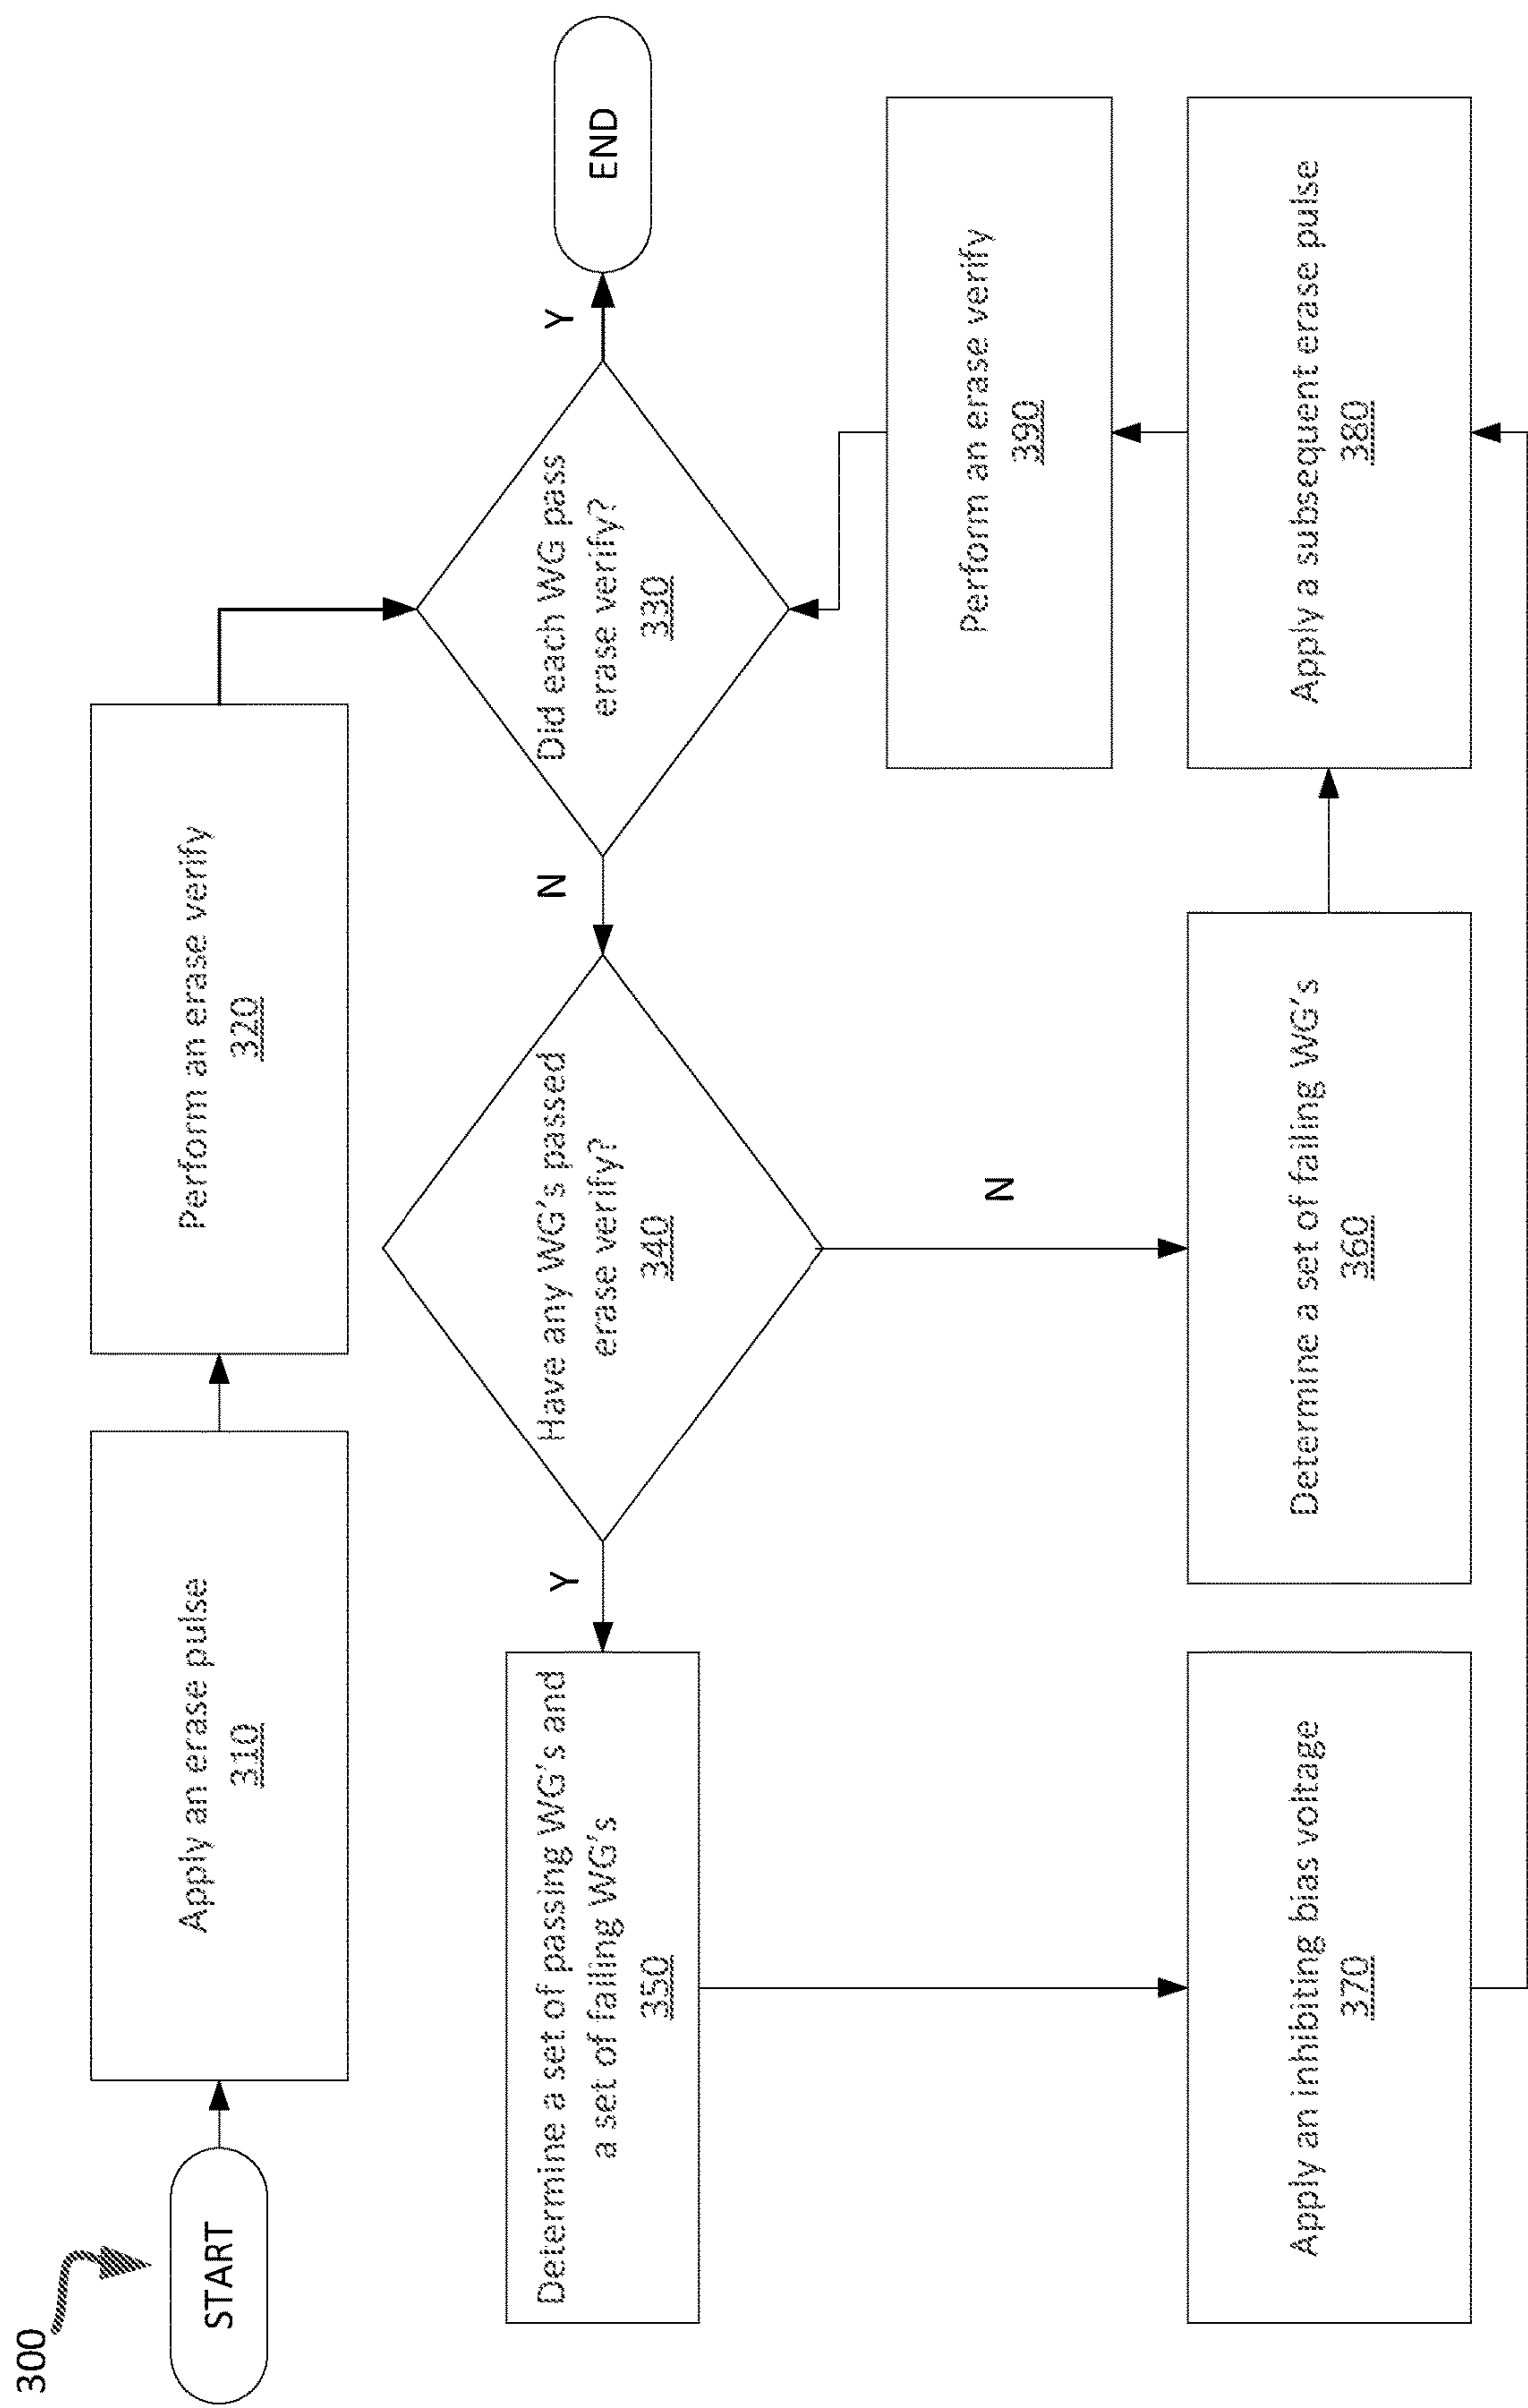 300
START
Apply an erase pulse
310
Perform an erase verify
320
Did each WG pass
erase verify?
330
Y
END
N
Have any WG's passed
erase verify?
340
Y
Determine a set of passing WG's and
a set of failing WG's
350
N
Determine a set of failing WG's
360
Apply an inhibiting bias voltage
370
Apply a subsequent erase pulse
380
Perform an erase verify
390